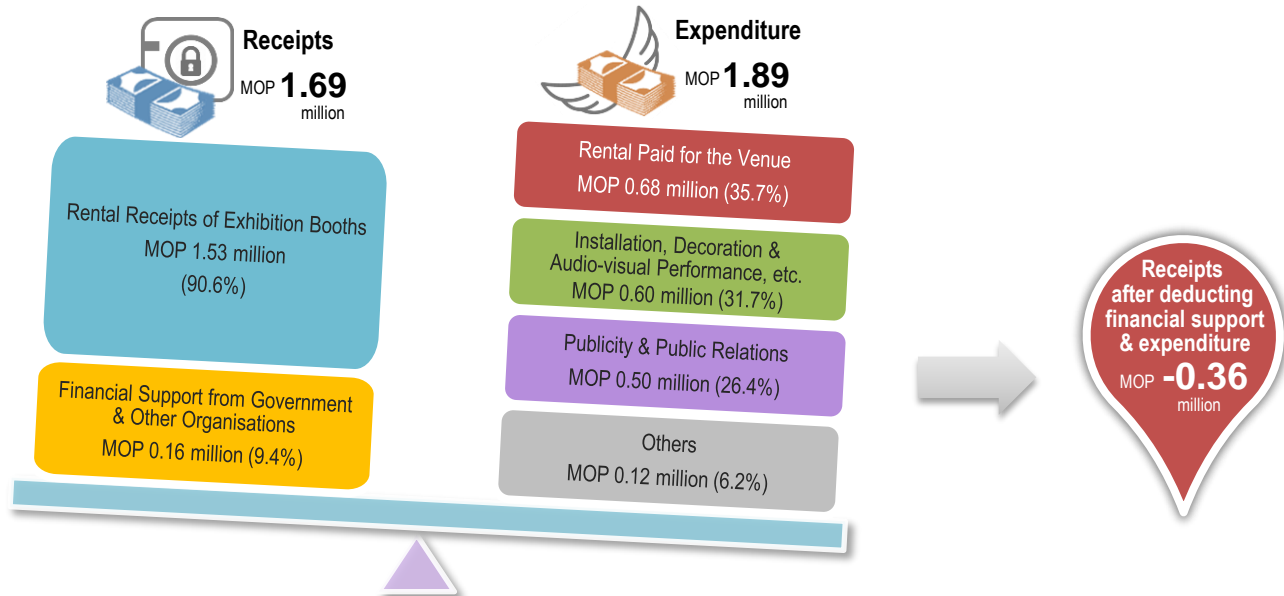 Receipts
MOP 1.69
million
Rental Receipts of Exhibition Booths
MOP 1.53 million
(90.6%)
Financial Support from Government
& Other Organisations
MOP 0.16 million (9.4%)
Expenditure
MOP 1.89
million
Rental Paid for the Venue
MOP 0.68 million (35.7%)
Installation, Decoration &
Audio-visual Performance, etc.
MOP 0.60 million (31.7%)
Publicity & Public Relations
MOP 0.50 million (26.4%)
Others
MOP 0.12 million (6.2%)
Receipts
after deducting
financial support
& expenditure
MOP -0.36
million